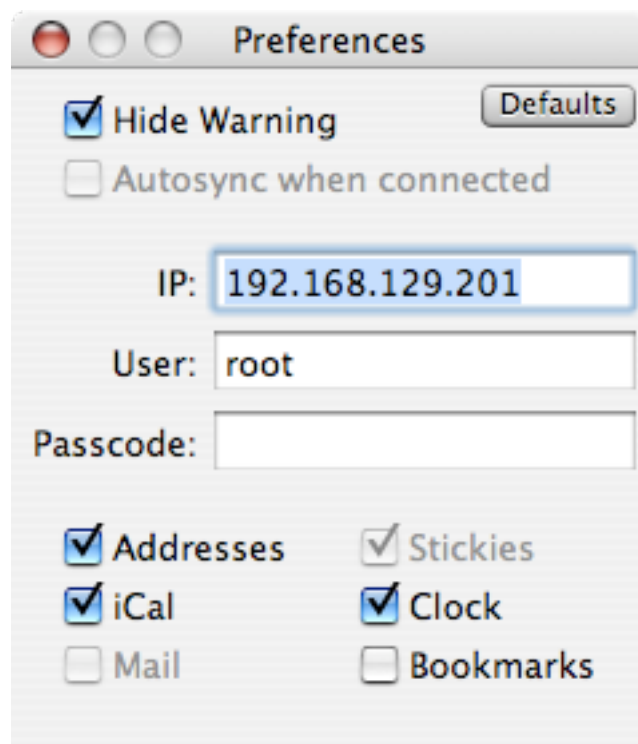 Preferences
Hide Warning
Defaults
Autosync when connected
IP: 192.168.129.201
User: root
Passcode:
Addresses Stickies
iCal Clock
Mail Bookmarks